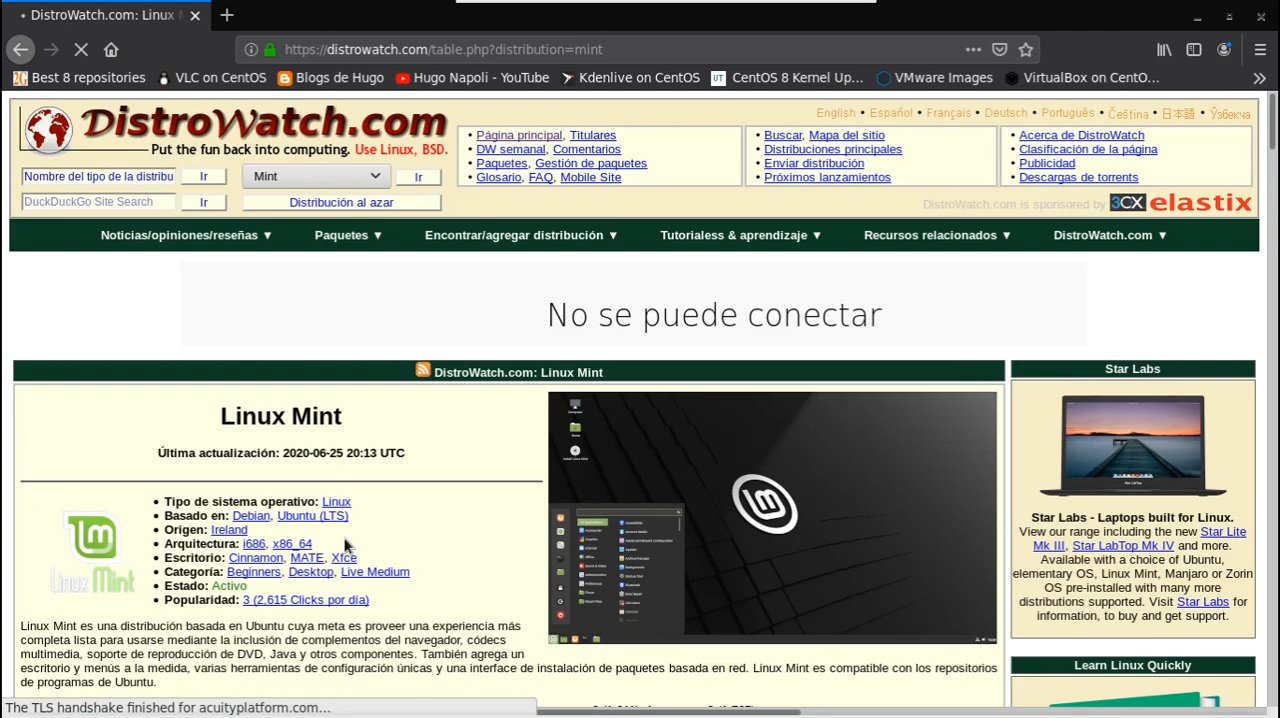 DistroWatch.com: Linux M
https://distrowatch.com/table.php?distribution=mint
Best 8 repositories VLC on CentOS Blogs de Hugo Hugo Napoli - YouTube Kdenlive on CentOS CentOS 8 Kernel Up... VMware Images VirtualBox on CentO...
DistroWatch.com
Put the fun back into computing. Use Linux, BSD.
English • Español • Français • Deutsch • Português • Čeština • 日本語 • Ўзбекча
• Página principal, Titulares
• DW semanal, Comentarios
• Paquetes, Gestión de paquetes
• Glosario, FAQ, Mobile Site
• Buscar, Mapa del sitio
• Distribuciones principales
• Enviar distribución
• Próximos lanzamientos
• Acerca de DistroWatch
• Clasificación de la página
• Publicidad
• Descargas de torrents
Nombre del tipo de la distribu Ir Mint Ir
DuckDuckGo Site Search Ir Distribución al azar
DistroWatch.com is sponsored by 3CX elastix
Noticias/opiniones/reseñas ▼ Paquetes ▼ Encontrar/agregar distribución ▼ Tutorialess & aprendizaje ▼ Recursos relacionados ▼ DistroWatch.com ▼
No se puede conectar
DistroWatch.com: Linux Mint
Linux Mint
Última actualización: 2020-06-25 20:13 UTC
• Tipo de sistema operativo: Linux
• Basado en: Debian, Ubuntu (LTS)
• Origen: Ireland
• Arquitectura: i686, x86_64
• Escritorio: Cinnamon, MATE, Xfce
• Categoría: Beginners, Desktop, Live Medium
• Estado: Activo
• Popularidad: 3 (2,615 Clicks por día)
Linux Mint
Linux Mint es una distribución basada en Ubuntu cuya meta es proveer una experiencia más
completa lista para usarse mediante la inclusión de complementos del navegador, códecs
multimedia, soporte de reproducción de DVD, Java y otros componentes. También agrega un
escritorio y menús a la medida, varias herramientas de configuración únicas y una interface de instalación de paquetes basada en red. Linux Mint es compatible con los repositorios
de programas de Ubuntu.
Star Labs
Star Labs - Laptops built for Linux.
View our range including the new Star Lite
Mk III, Star LabTop Mk IV and more.
Available with a choice of Ubuntu,
elementary OS, Linux Mint, Manjaro or Zorin
OS pre-installed with many more
distributions supported. Visit Star Labs for
information, to buy and get support.
Learn Linux Quickly
The TLS handshake finished for acuityplatform.com...